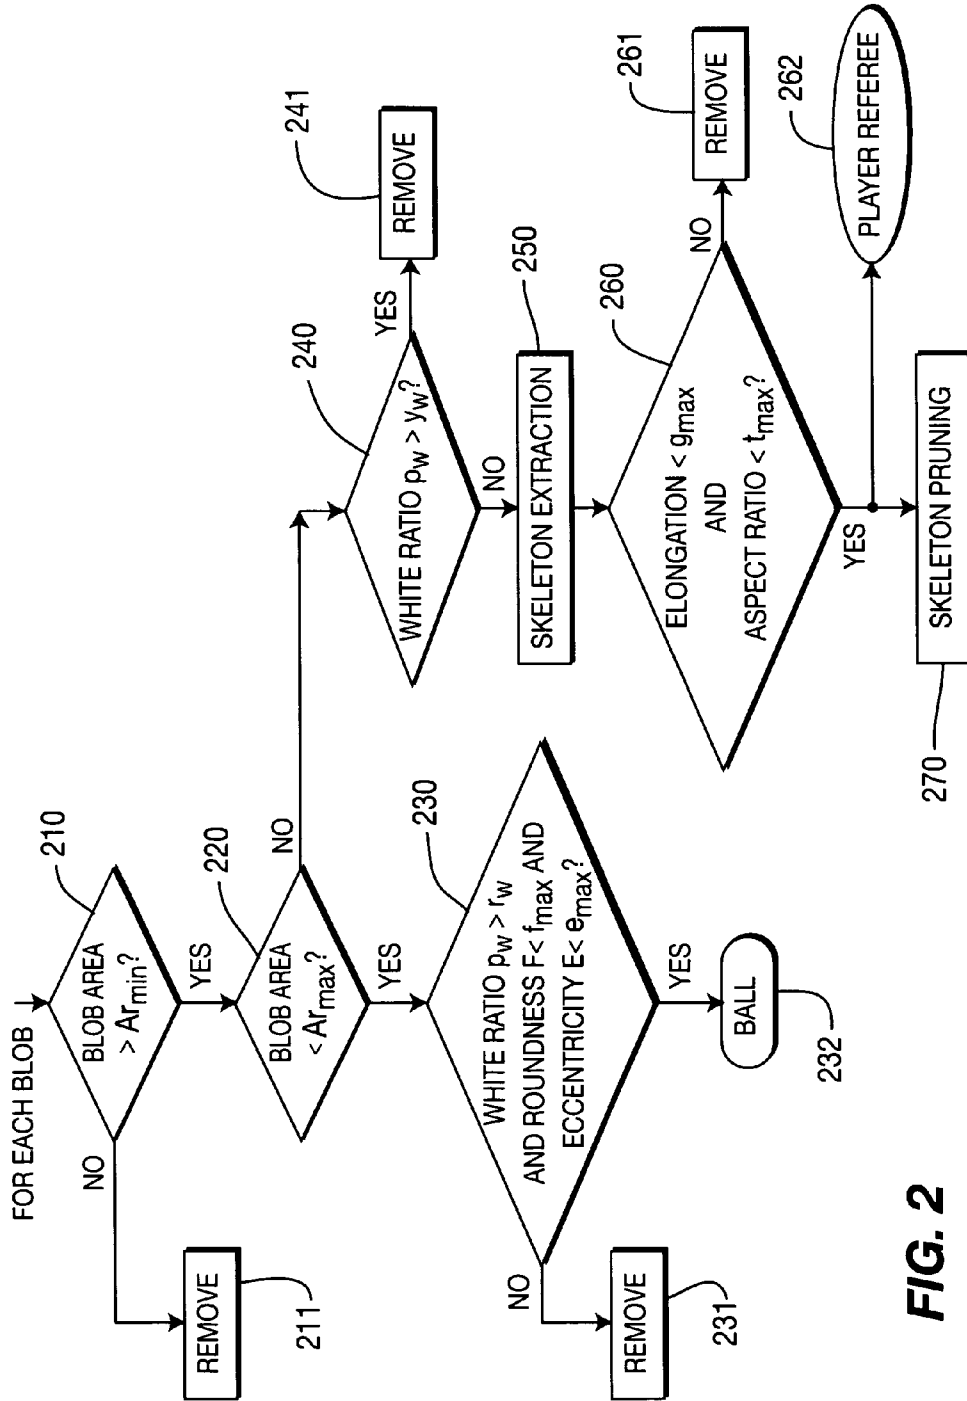 FOR EACH BLOB
210
BLOB AREA
> Ar_min?
NO
REMOVE
211
YES
220
BLOB AREA
< Ar_max?
NO
YES
230
WHITE RATIO p_w > r_w
AND ROUNDNESS F< f_max AND
ECCENTRICITY E< e_max?
NO
REMOVE
231
YES
BALL
232
240
WHITE RATIO p_w > y_w?
YES
REMOVE
241
NO
250
SKELETON EXTRACTION
260
ELONGATION < g_max
AND
ASPECT RATIO < t_max?
NO
REMOVE
261
YES
PLAYER REFEREE
262
SKELETON PRUNING
270
FIG. 2